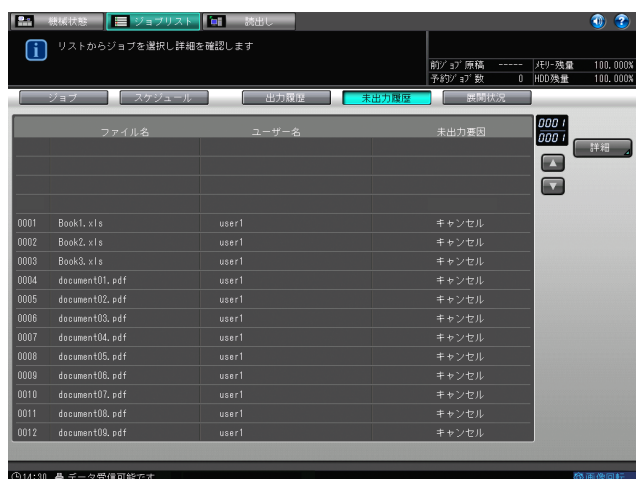 機械状態 ジョブリスト 読出し
リストからジョブを選択し詳細を確認します
前ｼﾞｮﾌﾞ原稿 ----- ﾒﾓﾘｰ残量 100.000%
予約ｼﾞｮﾌﾞ数 0 HDD残量 100.000%
ジョブ スケジュール 出力履歴 未出力履歴 展開状況
ファイル名 ユーザー名 未出力要因
0001
0001
詳細
0001 Book1.xls user1 キャンセル
0002 Book2.xls user1 キャンセル
0003 Book3.xls user1 キャンセル
0004 document01.pdf user1 キャンセル
0005 document02.pdf user1 キャンセル
0006 document03.pdf user1 キャンセル
0007 document04.pdf user1 キャンセル
0008 document05.pdf user1 キャンセル
0009 document06.pdf user1 キャンセル
0010 document07.pdf user1 キャンセル
0011 document08.pdf user1 キャンセル
0012 document09.pdf user1 キャンセル
14:30 データ受信可能です 画像回転